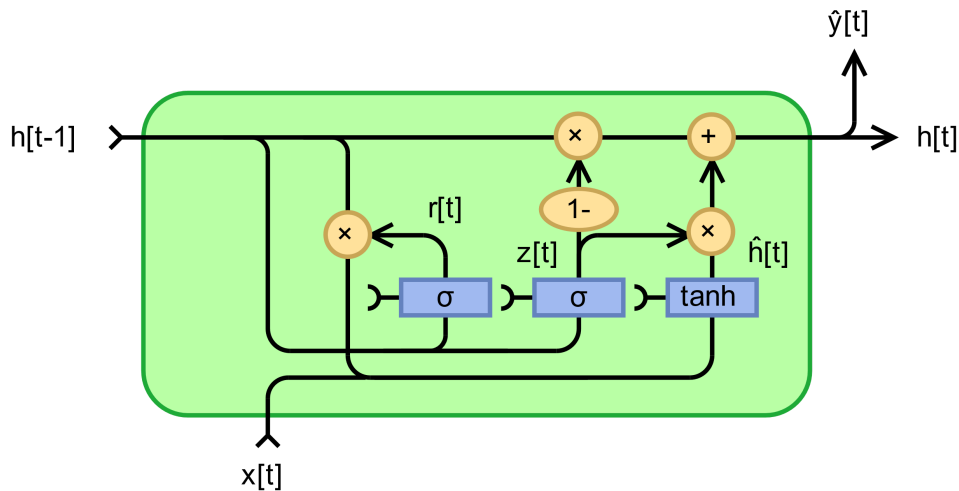 ŷ[t]
h[t-1]
×
+
h[t]
1-
r[t]
×
×
z[t]
ĥ[t]
σ
σ
tanh
x[t]